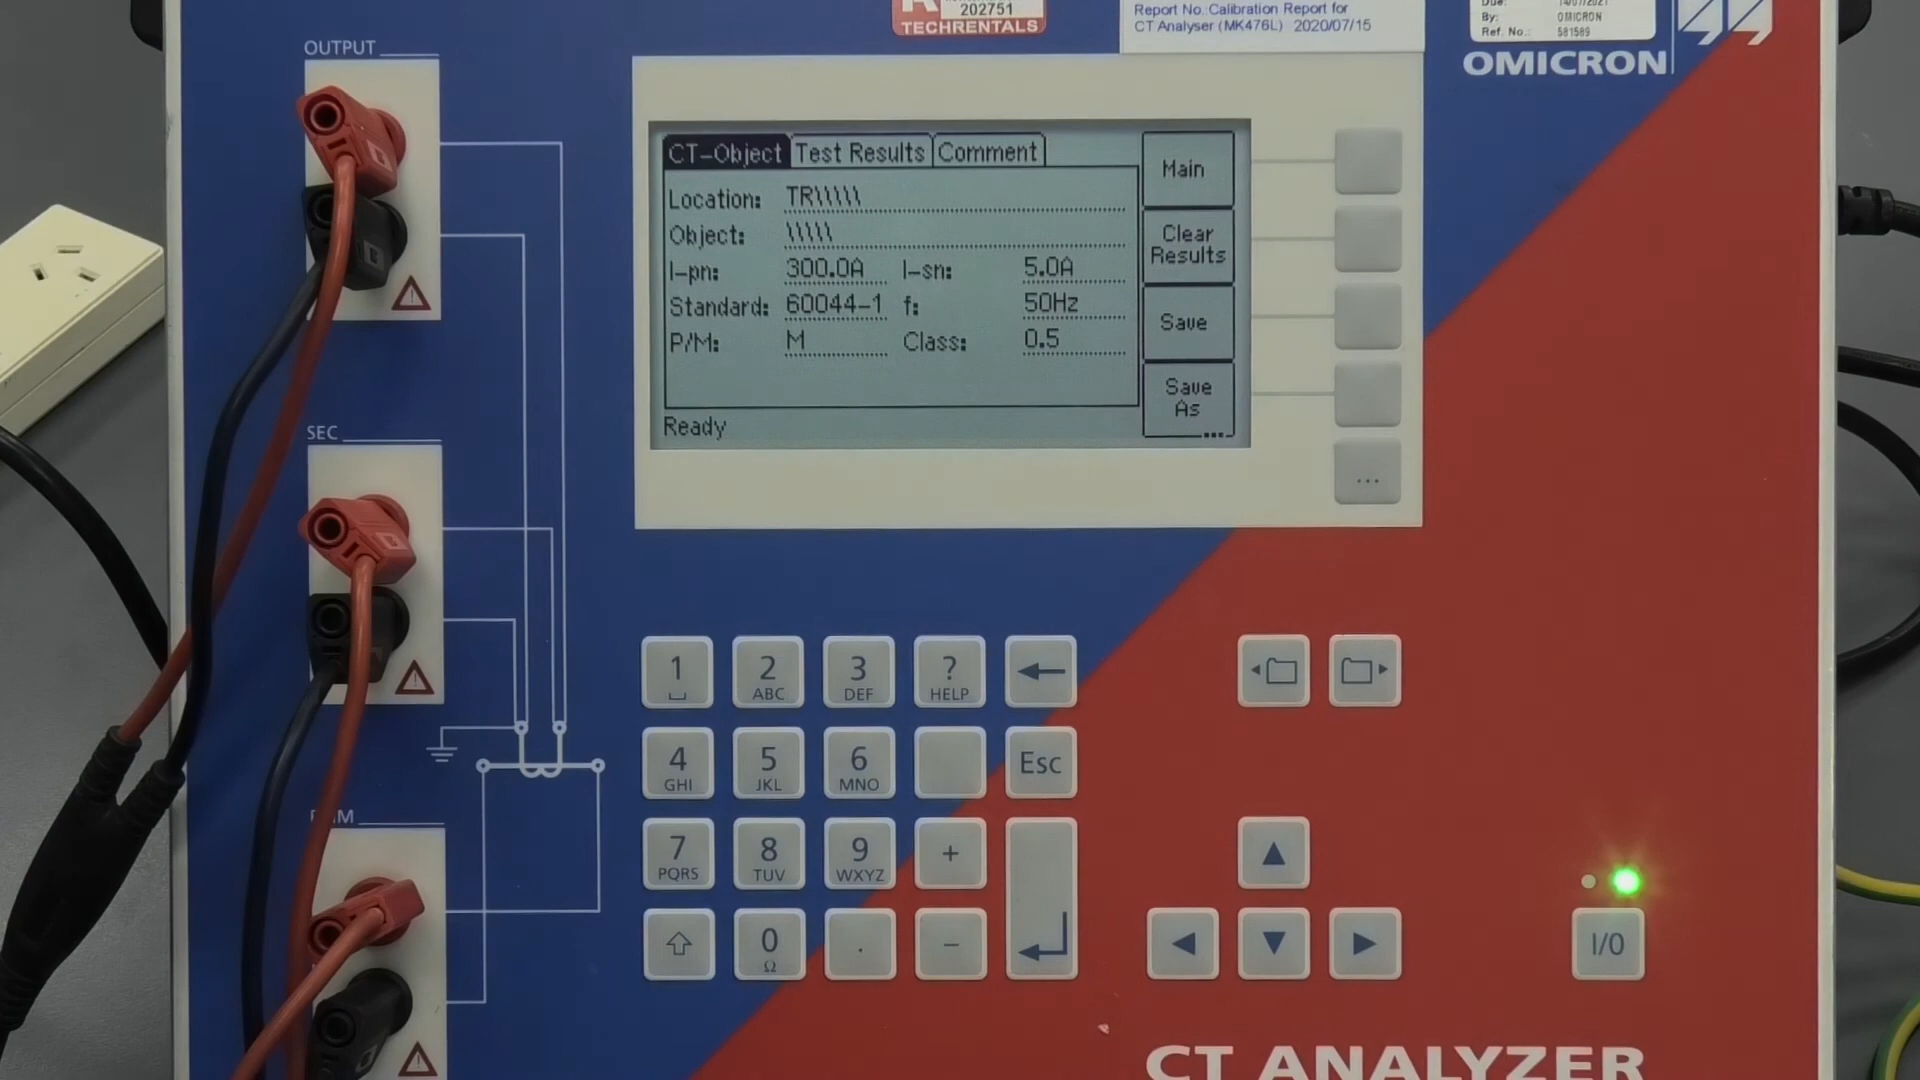 202751
TECHRENTALS
Report No.:Calibration Report for
CT Analyser (MK476L) 2020/07/15
By: OMICRON
Ref. No.: 581589
OMICRON
OUTPUT
CT-Object Test Results Comment
Main
Location: TR\\\\\
Clear
Results
Object: \\\\\
I-pn: 300.0A I-sn: 5.0A
Standard: 60044-1 f: 50Hz
Save
P/M: M Class: 0.5
Save
As
...
Ready
...
SEC
1 2 ABC 3 DEF ? HELP
4 GHI 5 JKL 6 MNO Esc
7 PQRS 8 TUV 9 WXYZ +
0 Ω . −
I/0
CT ANALYZER